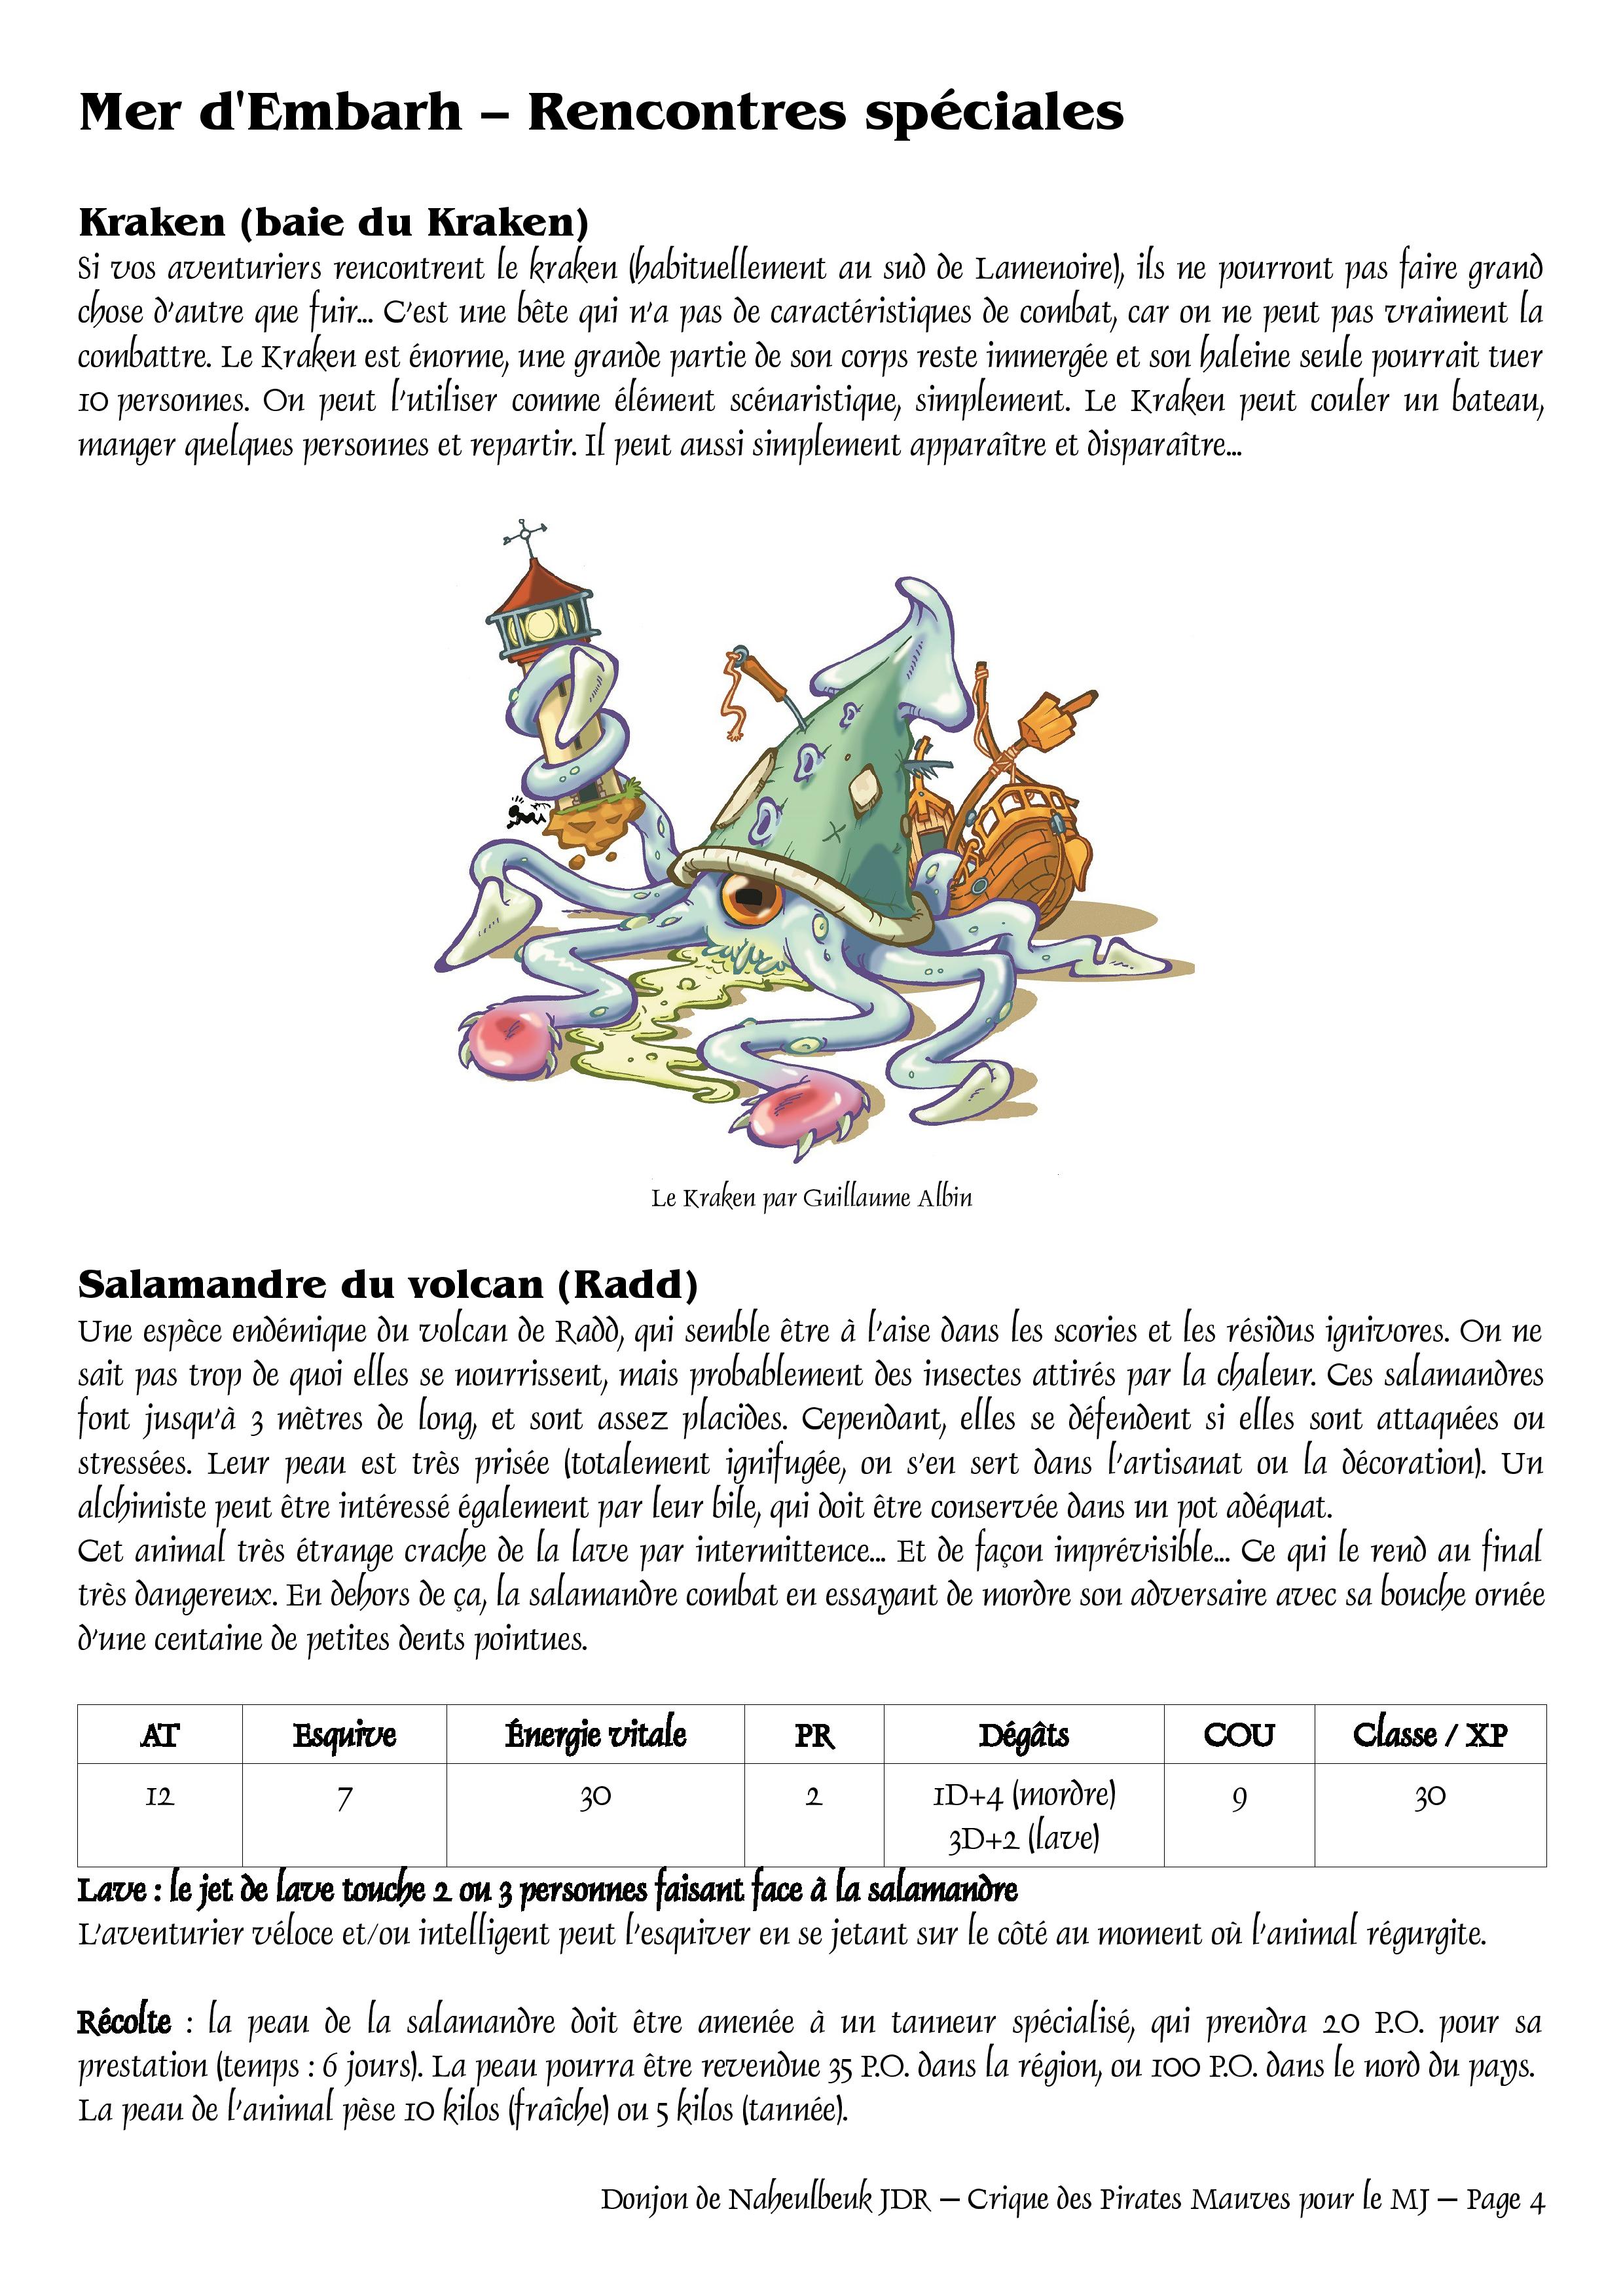 Mer d'Embarh – Rencontres spéciales
Kraken (baie du Kraken)
Si vos aventuriers rencontrent le kraken (habituellement au sud de Lamenoire), ils ne pourront pas faire grand
chose d'autre que fuir... C'est une bête qui n'a pas de caractéristiques de combat, car on ne peut pas vraiment la
combattre. Le Kraken est énorme, une grande partie de son corps reste immergée et son haleine seule pourrait tuer
10 personnes. On peut l'utiliser comme élément scénaristique, simplement. Le Kraken peut couler un bateau,
manger quelques personnes et repartir. Il peut aussi simplement apparaître et disparaître...
Le Kraken par Guillaume Albin
Salamandre du volcan (Radd)
Une espèce endémique du volcan de Radd, qui semble être à l'aise dans les scories et les résidus ignivores. On ne
sait pas trop de quoi elles se nourrissent, mais probablement des insectes attirés par la chaleur. Ces salamandres
font jusqu'à 3 mètres de long, et sont assez placides. Cependant, elles se défendent si elles sont attaquées ou
stressées. Leur peau est très prisée (totalement ignifugée, on s'en sert dans l'artisanat ou la décoration). Un
alchimiste peut être intéressé également par leur bile, qui doit être conservée dans un pot adéquat.
Cet animal très étrange crache de la lave par intermittence... Et de façon imprévisible... Ce qui le rend au final
très dangereux. En dehors de ça, la salamandre combat en essayant de mordre son adversaire avec sa bouche ornée
d'une centaine de petites dents pointues.
AT Esquive Énergie vitale PR Dégâts COU Classe / XP
12 7 30 2 1D+4 (mordre) 9 30
3D+2 (lave)
Lave : le jet de lave touche 2 ou 3 personnes faisant face à la salamandre
L'aventurier véloce et/ou intelligent peut l'esquiver en se jetant sur le côté au moment où l'animal régurgite.
Récolte : la peau de la salamandre doit être amenée à un tanneur spécialisé, qui prendra 20 P.O. pour sa
prestation (temps : 6 jours). La peau pourra être revendue 35 P.O. dans la région, ou 100 P.O. dans le nord du pays.
La peau de l'animal pèse 10 kilos (fraîche) ou 5 kilos (tannée).
Donjon de Naheulbeuk JDR – Crique des Pirates Mauves pour le MJ – Page 4